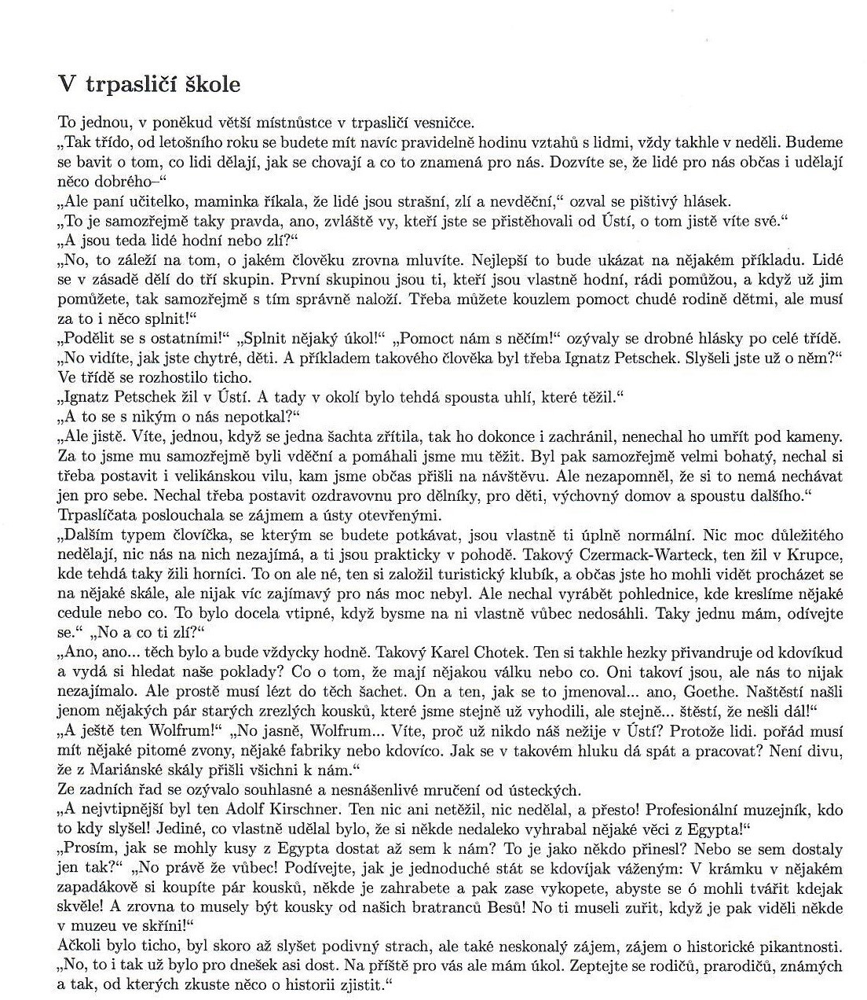 V trpasličí škole
To jednou, v poněkud větší místnůstce v trpasličí vesničce.
„Tak třído, od letošního roku se budete mít navíc pravidelně hodinu vztahů s lidmi, vždy takhle v neděli. Budeme
se bavit o tom, co lidi dělají, jak se chovají a co to znamená pro nás. Dozvíte se, že lidé pro nás občas i udělají
něco dobrého–“
„Ale paní učitelko, maminka říkala, že lidé jsou strašní, zlí a nevděční,“ ozval se pištivý hlásek.
„To je samozřejmě taky pravda, ano, zvláště vy, kteří jste se přistěhovali od Ústí, o tom jistě víte své.“
„A jsou teda lidé hodní nebo zlí?“
„No, to záleží na tom, o jakém člověku zrovna mluvíte. Nejlepší to bude ukázat na nějakém příkladu. Lidé
se v zásadě dělí do tří skupin. První skupinou jsou ti, kteří jsou vlastně hodní, rádi pomůžou, a když už jim
pomůžete, tak samozřejmě s tím správně naloží. Třeba můžete kouzlem pomoct chudé rodině dětmi, ale musí
za to i něco splnit!“
„Podělit se s ostatními!“ „Splnit nějaký úkol!“ „Pomoct nám s něčím!“ ozývaly se drobné hlásky po celé třídě.
„No vidíte, jak jste chytré, děti. A příkladem takového člověka byl třeba Ignatz Petschek. Slyšeli jste už o něm?“
Ve třídě se rozhostilo ticho.
„Ignatz Petschek žil v Ústí. A tady v okolí bylo tehdá spousta uhlí, které těžil.“
„A to se s nikým o nás nepotkal?“
„Ale jistě. Víte, jednou, když se jedna šachta zřítila, tak ho dokonce i zachránil, nenechal ho umřít pod kameny.
Za to jsme mu samozřejmě byli vděční a pomáhali jsme mu těžit. Byl pak samozřejmě velmi bohatý, nechal si
třeba postavit i velikánskou vilu, kam jsme občas přišli na návštěvu. Ale nezapomněl, že si to nemá nechávat
jen pro sebe. Nechal třeba postavit ozdravovnu pro dělníky, pro děti, výchovný domov a spoustu dalšího.“
Trpaslíčata poslouchala se zájmem a ústy otevřenými.
„Dalším typem človíčka, se kterým se budete potkávat, jsou vlastně ti úplně normální. Nic moc důležitého
nedělají, nic nás na nich nezajímá, a ti jsou prakticky v pohodě. Takový Czermack-Warteck, ten žil v Krupce,
kde tehdá taky žili horníci. To on ale né, ten si založil turistický klubík, a občas jste ho mohli vidět procházet se
na nějaké skále, ale nijak víc zajímavý pro nás moc nebyl. Ale nechal vyrábět pohlednice, kde kreslíme nějaké
cedule nebo co. To bylo docela vtipné, když bysme na ni vlastně vůbec nedosáhli. Taky jednu mám, odívejte
se.“ „No a co ti zlí?“
„Ano, ano... těch bylo a bude vždycky hodně. Takový Karel Chotek. Ten si takhle hezky přivandruje od kdovíkud
a vydá si hledat naše poklady? Co o tom, že mají nějakou válku nebo co. Oni takoví jsou, ale nás to nijak
nezajímalo. Ale prostě musí lézt do těch šachet. On a ten, jak se to jmenoval... ano, Goethe. Naštěstí našli
jenom nějakých pár starých zrezlých kousků, které jsme stejně už vyhodili, ale stejně... štěstí, že nešli dál!“
„A ještě ten Wolfrum!“ „No jasně, Wolfrum... Víte, proč už nikdo náš nežije v Ústí? Protože lidi. pořád musí
mít nějaké pitomé zvony, nějaké fabriky nebo kdovíco. Jak se v takovém hluku dá spát a pracovat? Není divu,
že z Mariánské skály přišli všichni k nám.“
Ze zadních řad se ozývalo souhlasné a nesnášenlivé mručení od ústeckých.
„A nejvtipnější byl ten Adolf Kirschner. Ten nic ani netěžil, nic nedělal, a přesto! Profesionální muzejník, kdo
to kdy slyšel! Jediné, co vlastně udělal bylo, že si někde nedaleko vyhrabal nějaké věci z Egypta!“
„Prosím, jak se mohly kusy z Egypta dostat až sem k nám? To je jako někdo přinesl? Nebo se sem dostaly
jen tak?“ „No právě že vůbec! Podívejte, jak je jednoduché stát se kdovíjak váženým: V krámku v nějakém
zapadákově si koupíte pár kousků, někde je zahrabete a pak zase vykopete, abyste se ó mohli tvářit kdejak
skvěle! A zrovna to musely být kousky od našich bratranců Besů! No ti museli zuřit, když je pak viděli někde
v muzeu ve skříni!“
Ačkoli bylo ticho, byl skoro až slyšet podivný strach, ale také neskonalý zájem, zájem o historické pikantnosti.
„No, to i tak už bylo pro dnešek asi dost. Na příště pro vás ale mám úkol. Zeptejte se rodičů, prarodičů, známých
a tak, od kterých zkuste něco o historii zjistit.“